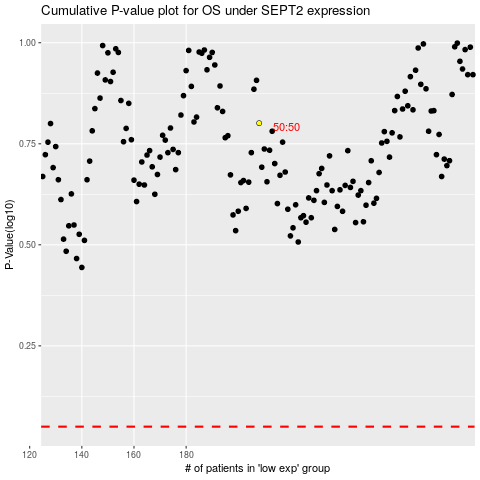 Cumulative P-value plot for OS under SEPT2 expression
P-Value(log10)
1.00
0.75
0.50
0.25
50:50
120 140 160 180
# of patients in 'low exp' group